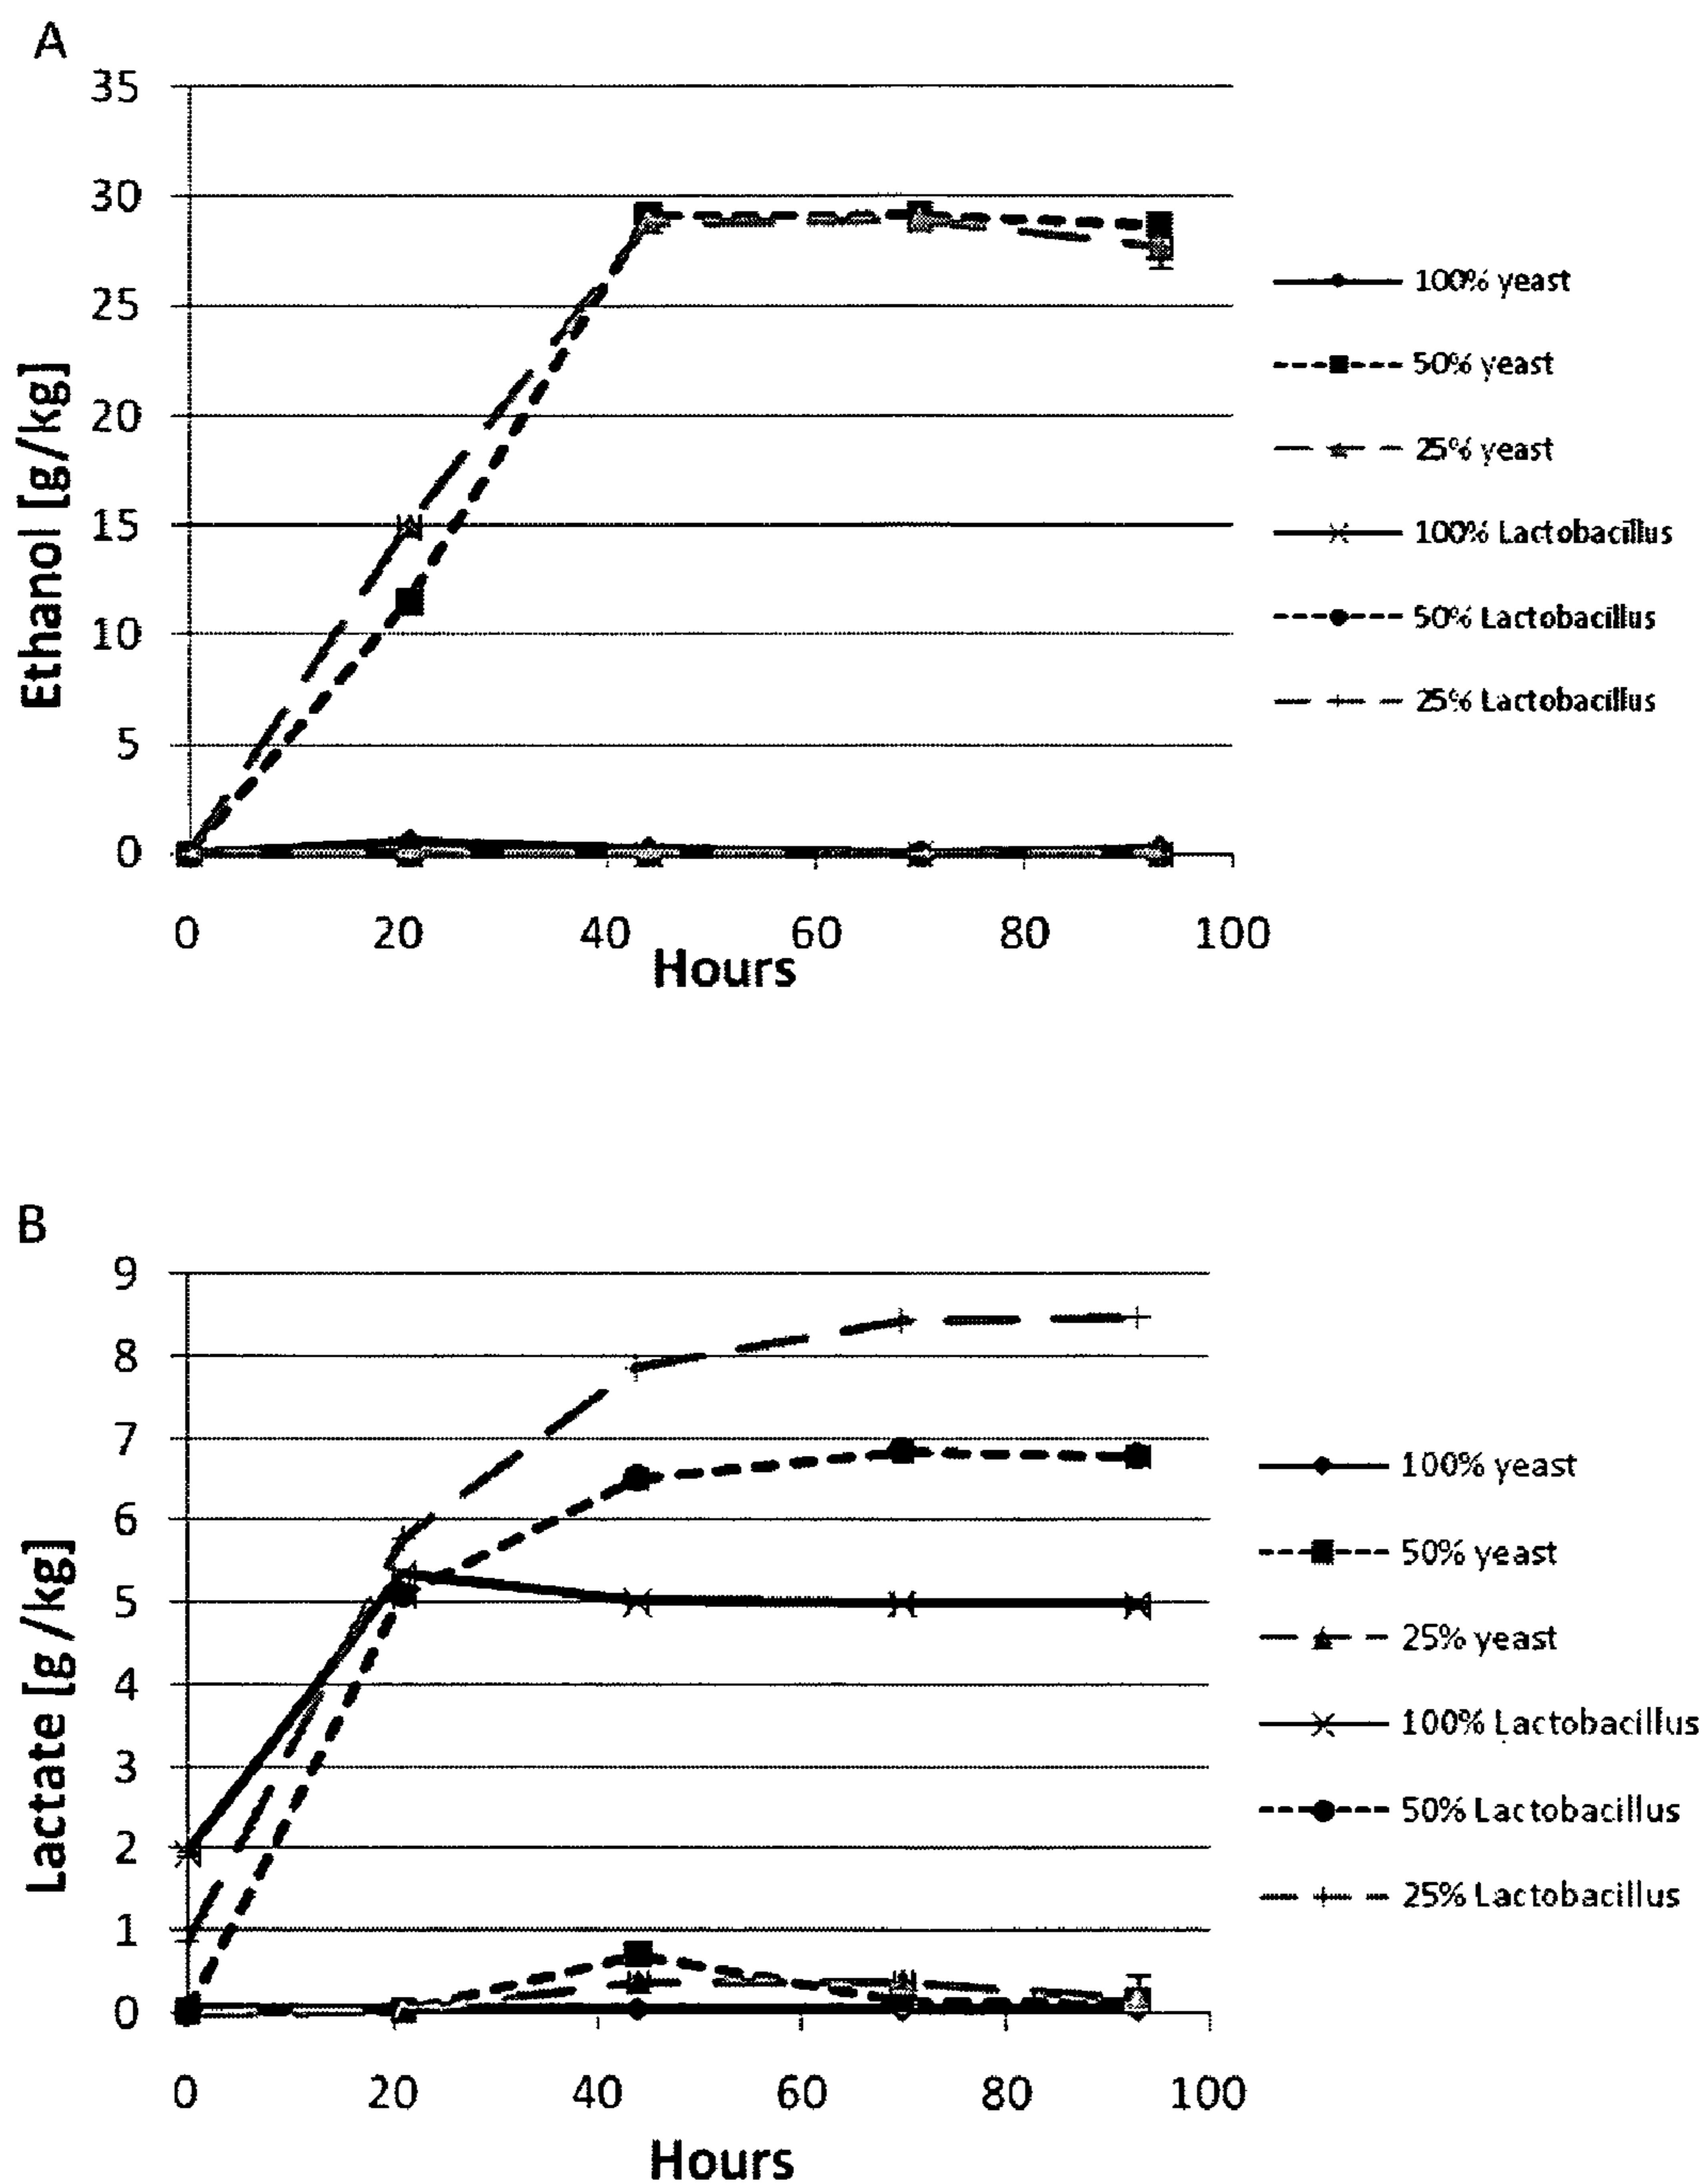 A
35
30
25
20
15
10
5
0
Ethanol [g/kg]
0 20 40 60 80 100
Hours
100% yeast
50% yeast
25% yeast
100% Lactobacillus
50% Lactobacillus
25% Lactobacillus
B
9
8
7
6
5
4
3
2
1
0
Lactate [g /kg]
0 20 40 60 80 100
Hours
100% yeast
50% yeast
25% yeast
100% Lactobacillus
50% Lactobacillus
25% Lactobacillus